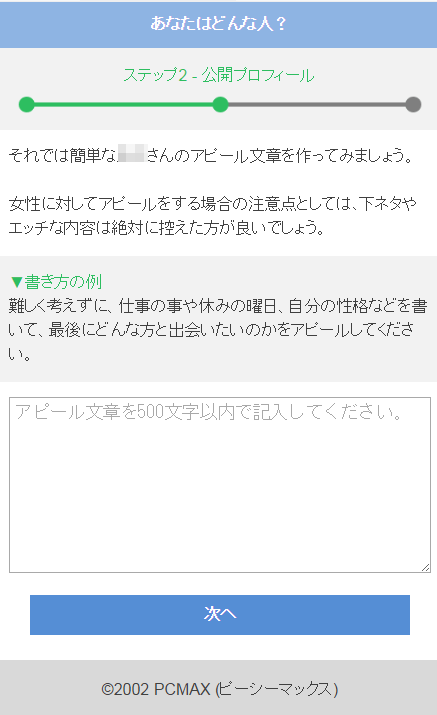 あなたはどんな人？
ステップ2 - 公開プロフィール
それでは簡単な さんのアピール文章を作ってみましょう。
女性に対してアピールをする場合の注意点としては、下ネタや
エッチな内容は絶対に控えた方が良いでしょう。
▼書き方の例
難しく考えずに、仕事の事や休みの曜日、自分の性格などを書
いて、最後にどんな方と出会いたいのかをアピールしてくださ
い。
アピール文章を500文字以内で記入してください。
次へ
©2002 PCMAX (ピーシーマックス)